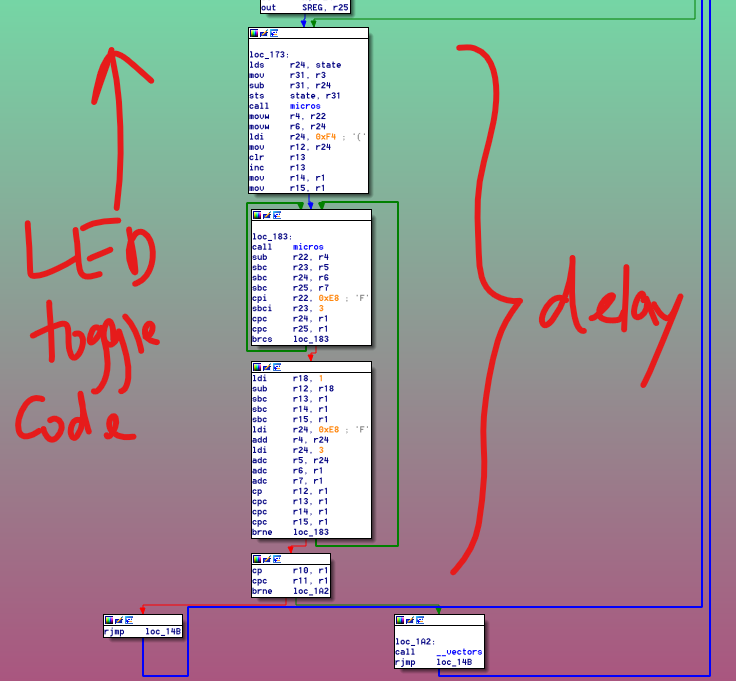 out SREG, r25
loc_173:
lds r24, state
mov r31, r3
sub r31, r24
sts state, r31
call micros
movw r4, r22
movw r6, r24
ldi r24, 0xF4 ; '('
mov r12, r24
clr r13
inc r13
mov r14, r1
mov r15, r1
loc_183:
call micros
sub r22, r4
sbc r23, r5
sbc r24, r6
sbc r25, r7
cpi r22, 0xE8 ; 'F'
sbci r23, 3
cpc r24, r1
cpc r25, r1
brcs loc_183
ldi r18, 1
sub r12, r18
sbc r13, r1
sbc r14, r1
sbc r15, r1
ldi r24, 0xE8 ; 'F'
add r4, r24
ldi r24, 3
adc r5, r24
adc r6, r1
adc r7, r1
cp r12, r1
cpc r13, r1
cpc r14, r1
cpc r15, r1
brne loc_183
cp r10, r1
cpc r11, r1
brne loc_1A2
rjmp loc_14B
loc_1A2:
call __vectors
rjmp loc_14B
LED
toggle
Code
delay